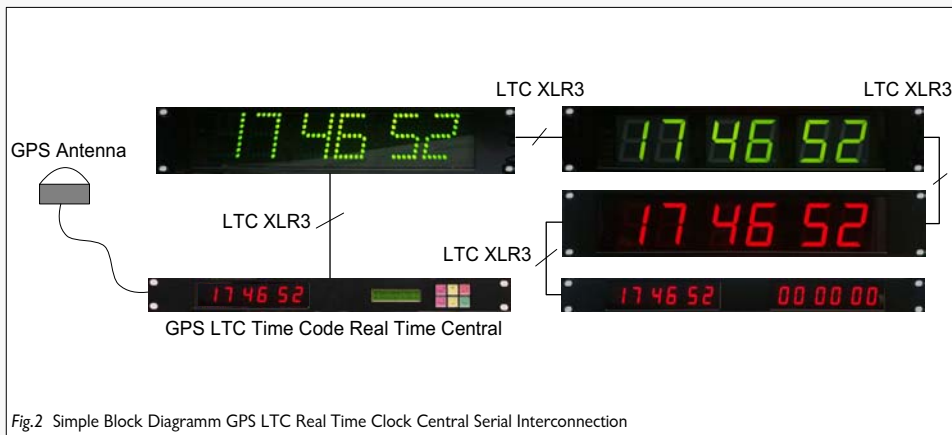 LTC XLR3
LTC XLR3
17 46 52
17 46 52
GPS Antenna
LTC XLR3
17 46 52
LTC XLR3
17 46 52
17 46 52
00 00 00
GPS LTC Time Code Real Time Central
Fig.2 Simple Block Diagramm GPS LTC Real Time Clock Central Serial Interconnection